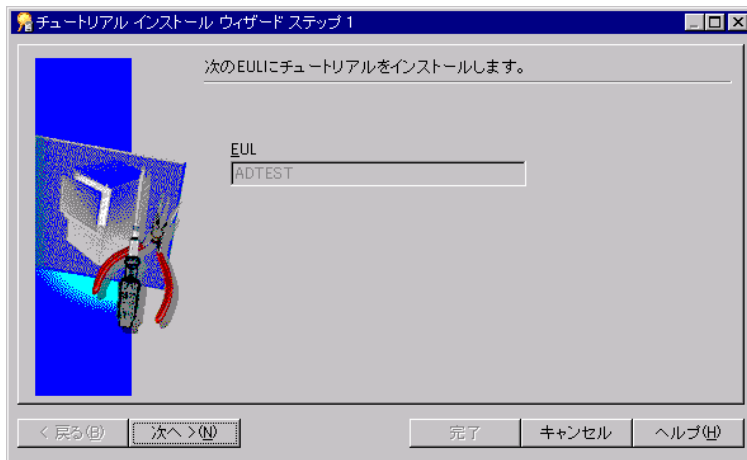 チュートリアル インストール ウィザード ステップ 1
次のEULにチュートリアルをインストールします。
EUL
ADTEST
< 戻る(B)
次へ >(N)
完了
キャンセル
ヘルプ(H)